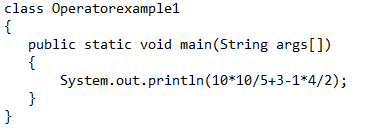 class Operatorexample1
{
public static void main(String args[])
{
System.out.println(10*10/5+3-1*4/2);
}
}